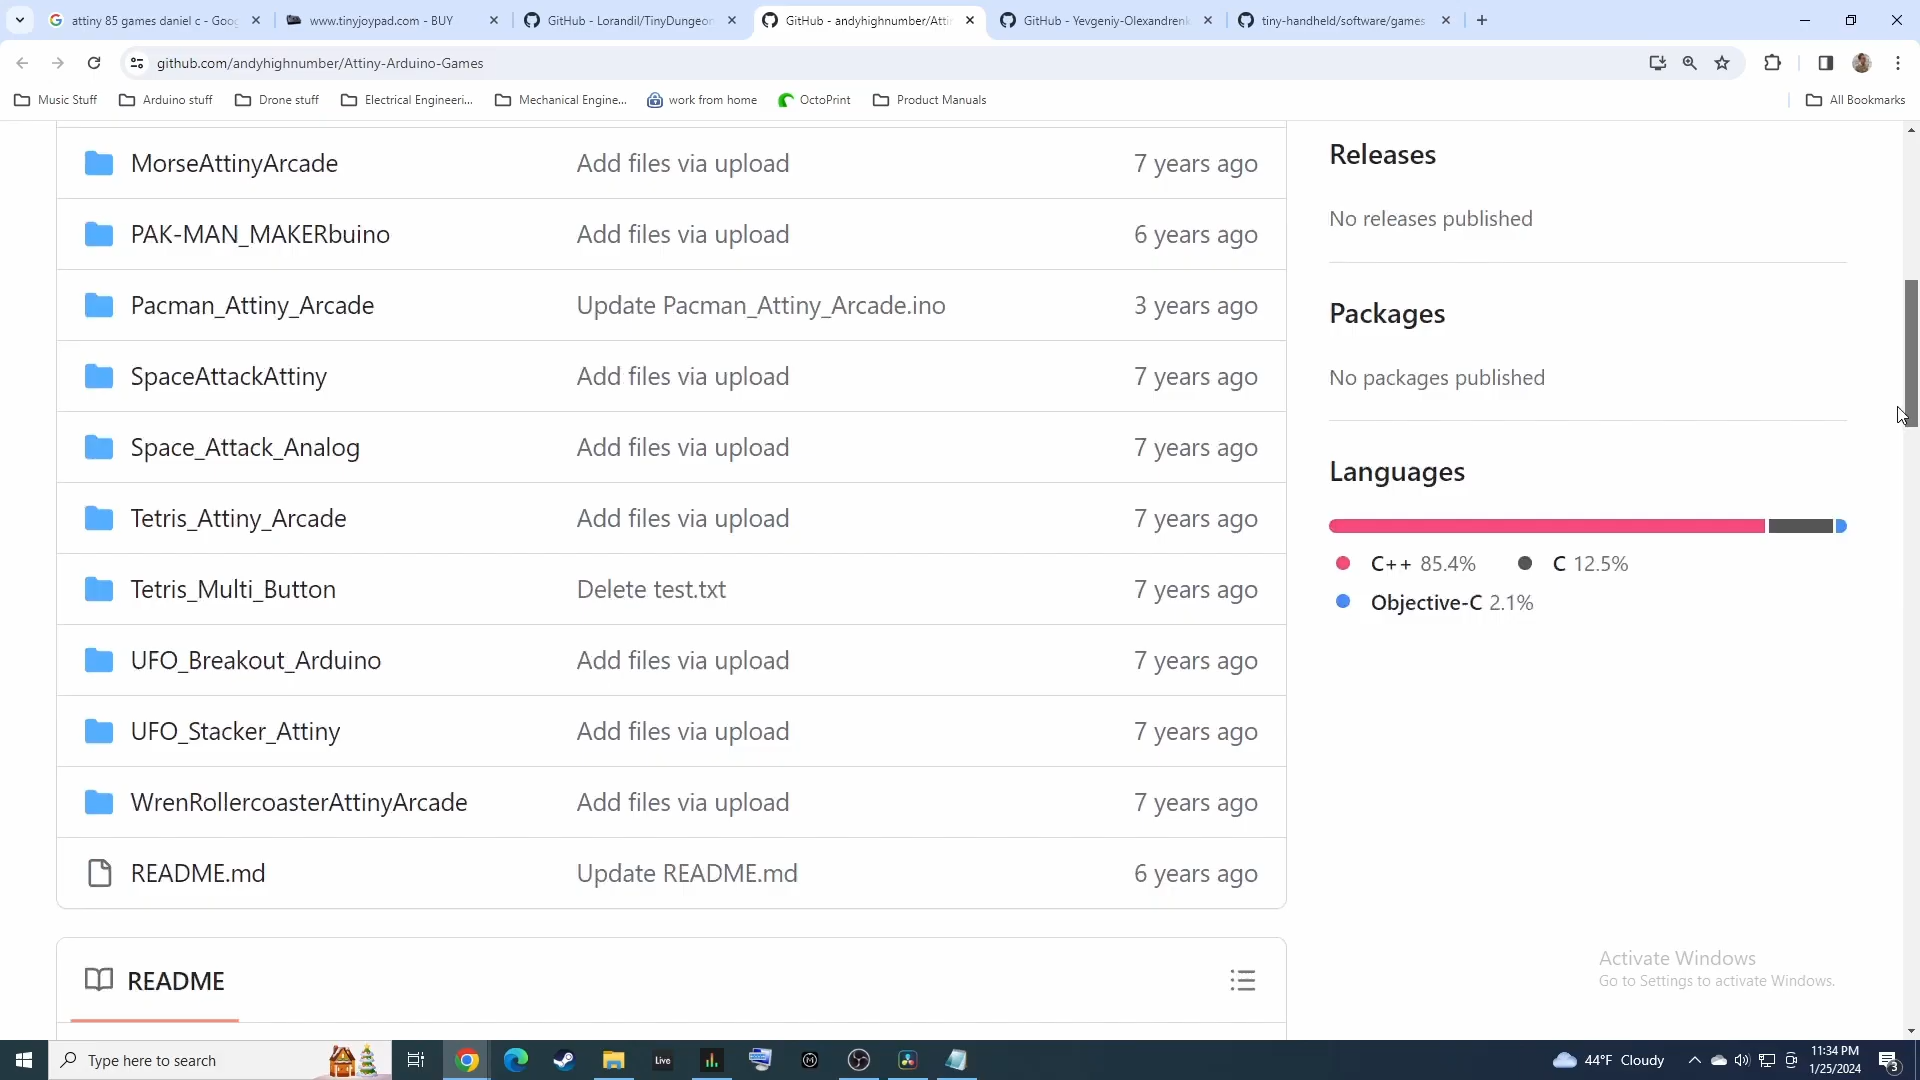 attiny 85 games daniel c - Goog
www.tinyjoypad.com - BUY
GitHub - Lorandil/TinyDungeon
GitHub - andyhighnumber/Atti
GitHub - Yevgeniy-Olexandrenk
tiny-handheld/software/games
github.com/andyhighnumber/Attiny-Arduino-Games
Music Stuff
Arduino stuff
Drone stuff
Electrical Engineeri...
Mechanical Engine...
work from home
OctoPrint
Product Manuals
All Bookmarks
MorseAttinyArcade Add files via upload 7 years ago
PAK-MAN_MAKERbuino Add files via upload 6 years ago
Pacman_Attiny_Arcade Update Pacman_Attiny_Arcade.ino 3 years ago
SpaceAttackAttiny Add files via upload 7 years ago
Space_Attack_Analog Add files via upload 7 years ago
Tetris_Attiny_Arcade Add files via upload 7 years ago
Tetris_Multi_Button Delete test.txt 7 years ago
UFO_Breakout_Arduino Add files via upload 7 years ago
UFO_Stacker_Attiny Add files via upload 7 years ago
WrenRollercoasterAttinyArcade Add files via upload 7 years ago
README.md Update README.md 6 years ago
README
Releases
No releases published
Packages
No packages published
Languages
C++ 85.4% C 12.5%
Objective-C 2.1%
Activate Windows
Go to Settings to activate Windows.
Type here to search
Live
44°F Cloudy
11:34 PM
1/25/2024
3